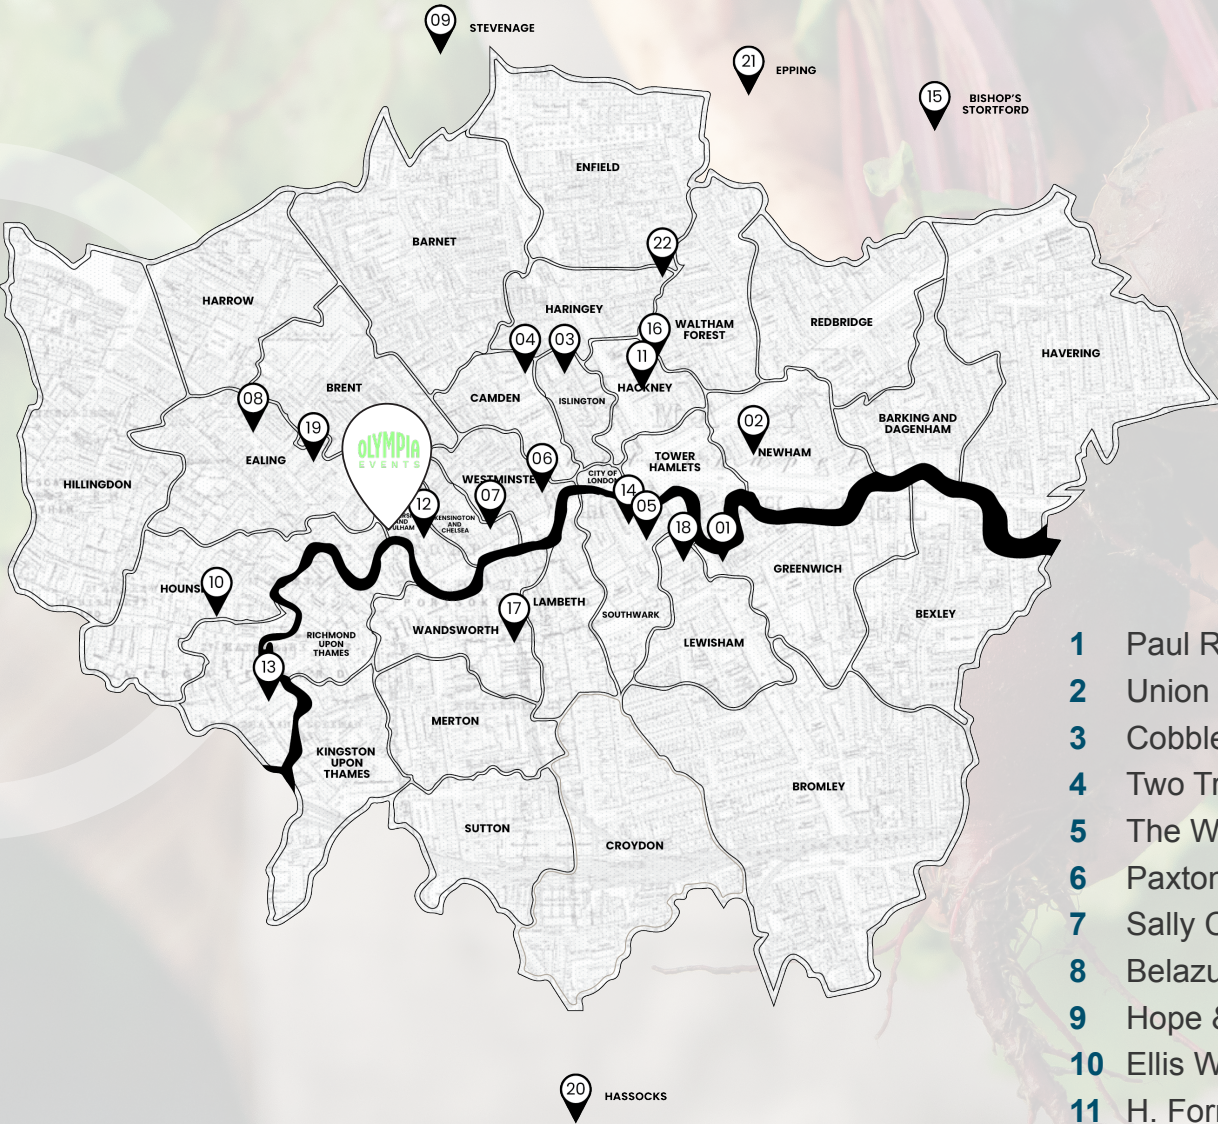 09
STEVENAGE
21
EPPING
15
BISHOP'S
STORTFORD
ENFIELD
BARNET
22
HARROW
HARINGEY
16
WALTHAM
FOREST
REDBRIDGE
04
03
11
HAVERING
BRENT
HACKNEY
CAMDEN
ISLINGTON
08
19
02
BARKING AND
DAGENHAM
OLYMPIA
EVENTS
EALING
NEWHAM
TOWER
HAMLETS
06
WESTMINSTE
CITY OF
LONDON
HILLINGDON
14
07
12
05
KENSINGTON
AND
CHELSEA
AND
18
01
GREENWICH
10
HOUNS
17
LAMBETH
SOUTHWARK
BEXLEY
WANDSWORTH
RICHMOND
UPON
THAMES
LEWISHAM
13
MERTON
KINGSTON
UPON
THAMES
BROMLEY
SUTTON
CROYDON
20
HASSOCKS
1 Paul R
2 Union
3 Cobble
4 Two Tr
5 The W
6 Paxton
7 Sally C
8 Belazu
9 Hope &
10 Ellis W
11 H. For